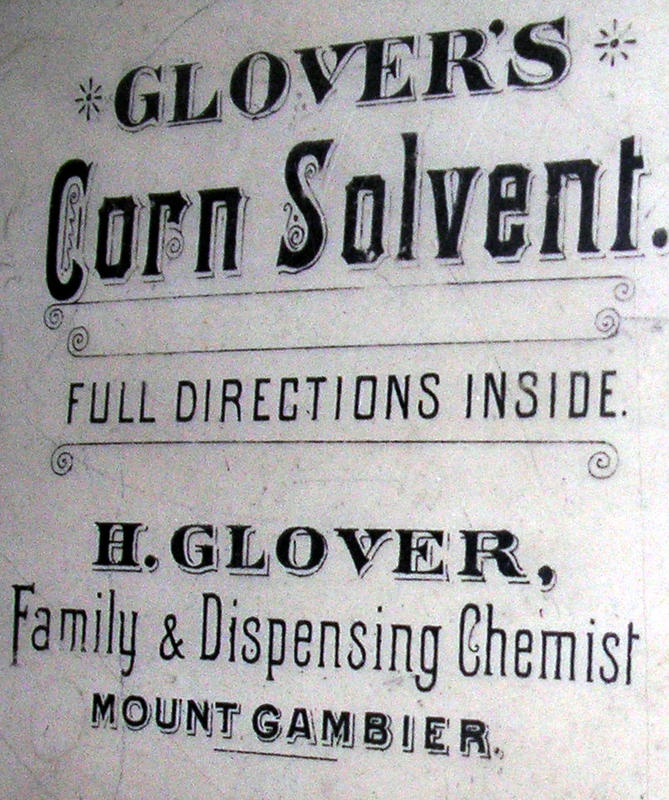 GLOVER'S
Corn Solvent.
FULL DIRECTIONS INSIDE.
H. GLOVER,
Family & Dispensing Chemist
MOUNT GAMBIER.